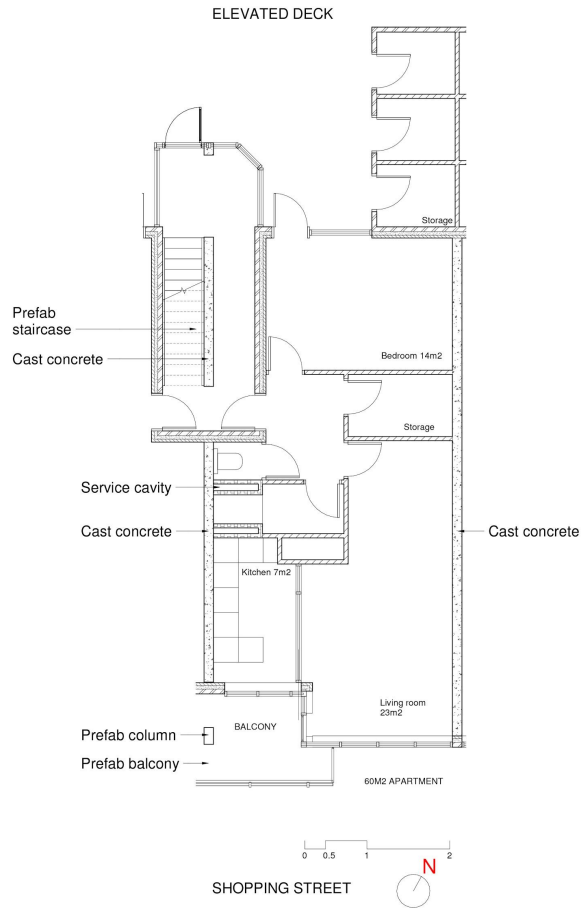 ELEVATED DECK
Storage
Prefab
staircase
Cast concrete
Bedroom 14m2
Storage
Service cavity
Cast concrete
Cast concrete
Kitchen 7m2
Living room
23m2
BALCONY
Prefab column
Prefab balcony
60M2 APARTMENT
0 0.5 1 2
N
SHOPPING STREET